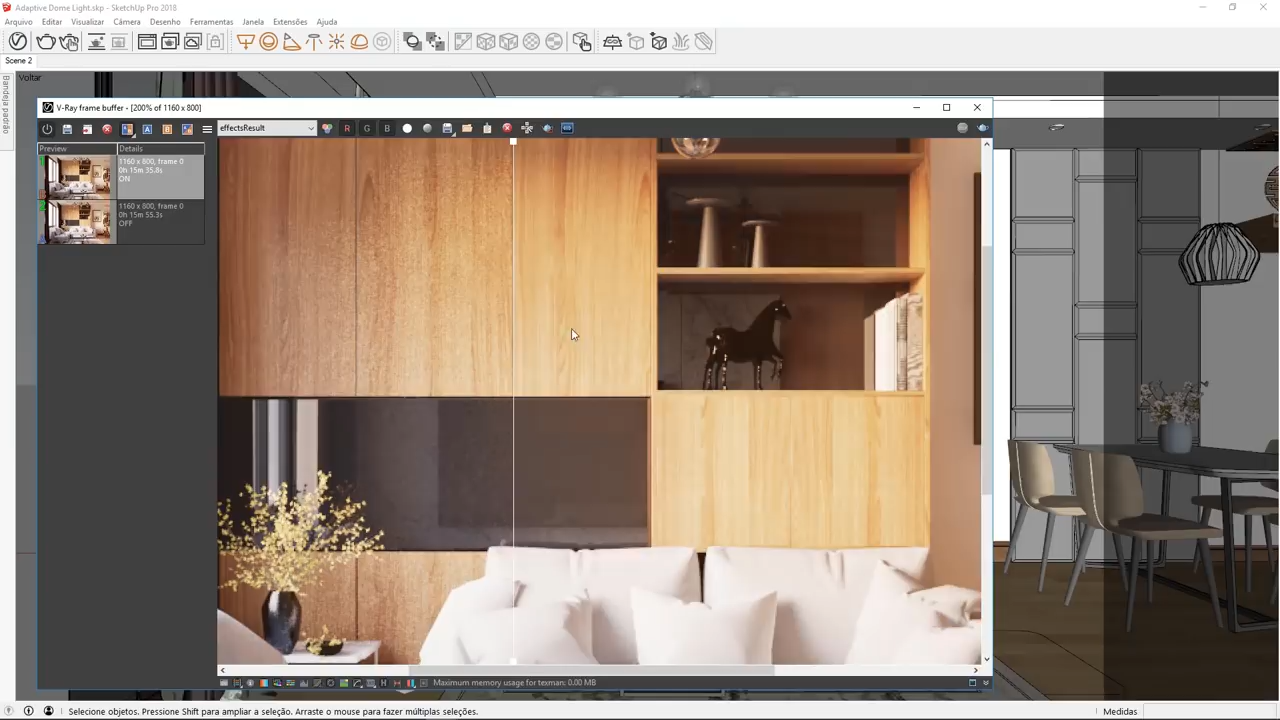 Adaptive Dome Light.skp - SketchUp Pro 2018
Arquivo Editar Visualizar Câmera Desenho Ferramentas Janela Extensões Ajuda
Scene 2
Voltar
Bandeja padrão
V-Ray frame buffer - [200% of 1160 x 800]
effectsResult
R G B
Preview Details
1160 x 800, frame 0
0h 15m 35.8s
ON
1160 x 800, frame 0
0h 15m 55.3s
OFF
Maximum memory usage for texman: 0.00 MB
Selecione objetos. Pressione Shift para ampliar a seleção. Arraste o mouse para fazer múltiplas seleções.
Medidas